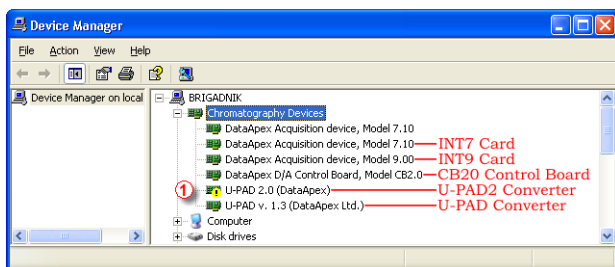 Device Manager
File Action View Help
Device Manager on local
BRIGADNIK
Chromatography Devices
DataApex Acquisition device, Model 7.10
DataApex Acquisition device, Model 7.10 INT7 Card
DataApex Acquisition device, Model 9.00 INT9 Card
DataApex D/A Control Board, Model CB2.0 CB20 Control Board
1 U-PAD 2.0 (DataApex) U-PAD2 Converter
U-PAD v. 1.3 (DataApex Ltd.) U-PAD Converter
Computer
Disk drives